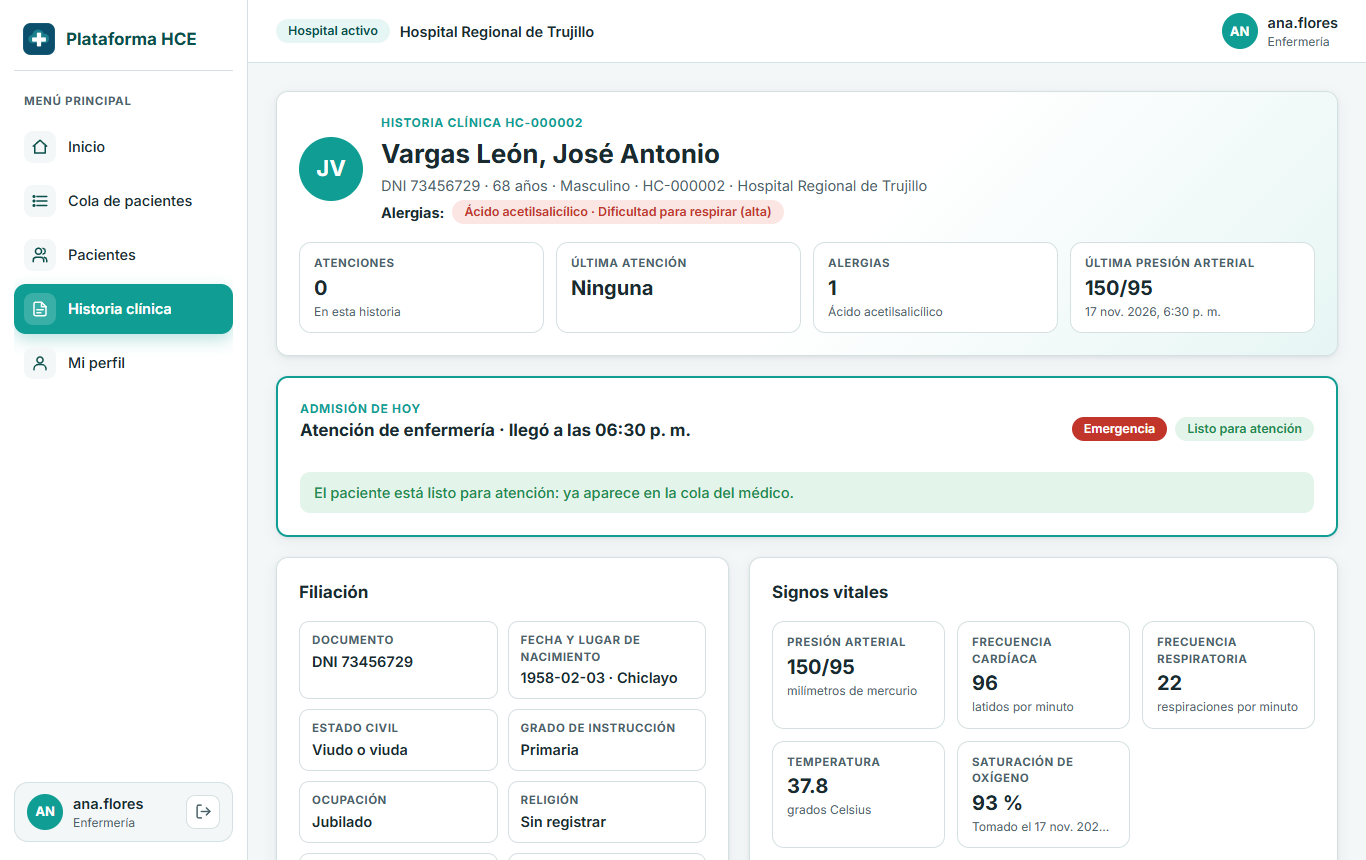 Plataforma HCE
MENÚ PRINCIPAL
Inicio
Cola de pacientes
Pacientes
Historia clínica
Mi perfil
AN
ana.flores
Enfermería
Hospital activo
Hospital Regional de Trujillo
AN
ana.flores
Enfermería
JV
HISTORIA CLÍNICA HC-000002
Vargas León, José Antonio
DNI 73456729 · 68 años · Masculino · HC-000002 · Hospital Regional de Trujillo
Alergias: Ácido acetilsalicílico · Dificultad para respirar (alta)
ATENCIONES
0
En esta historia
ÚLTIMA ATENCIÓN
Ninguna
ALERGIAS
1
Ácido acetilsalicílico
ÚLTIMA PRESIÓN ARTERIAL
150/95
17 nov. 2026, 6:30 p. m.
ADMISIÓN DE HOY
Atención de enfermería · llegó a las 06:30 p. m.
Emergencia
Listo para atención
El paciente está listo para atención: ya aparece en la cola del médico.
Filiación
DOCUMENTO
DNI 73456729
FECHA Y LUGAR DE
NACIMIENTO
1958-02-03 · Chiclayo
ESTADO CIVIL
Viudo o viuda
GRADO DE INSTRUCCIÓN
Primaria
OCUPACIÓN
Jubilado
RELIGIÓN
Sin registrar
Signos vitales
PRESIÓN ARTERIAL
150/95
milímetros de mercurio
FRECUENCIA
CARDÍACA
96
latidos por minuto
FRECUENCIA
RESPIRATORIA
22
respiraciones por minuto
TEMPERATURA
37.8
grados Celsius
SATURACIÓN DE
OXÍGENO
93 %
Tomado el 17 nov. 202...